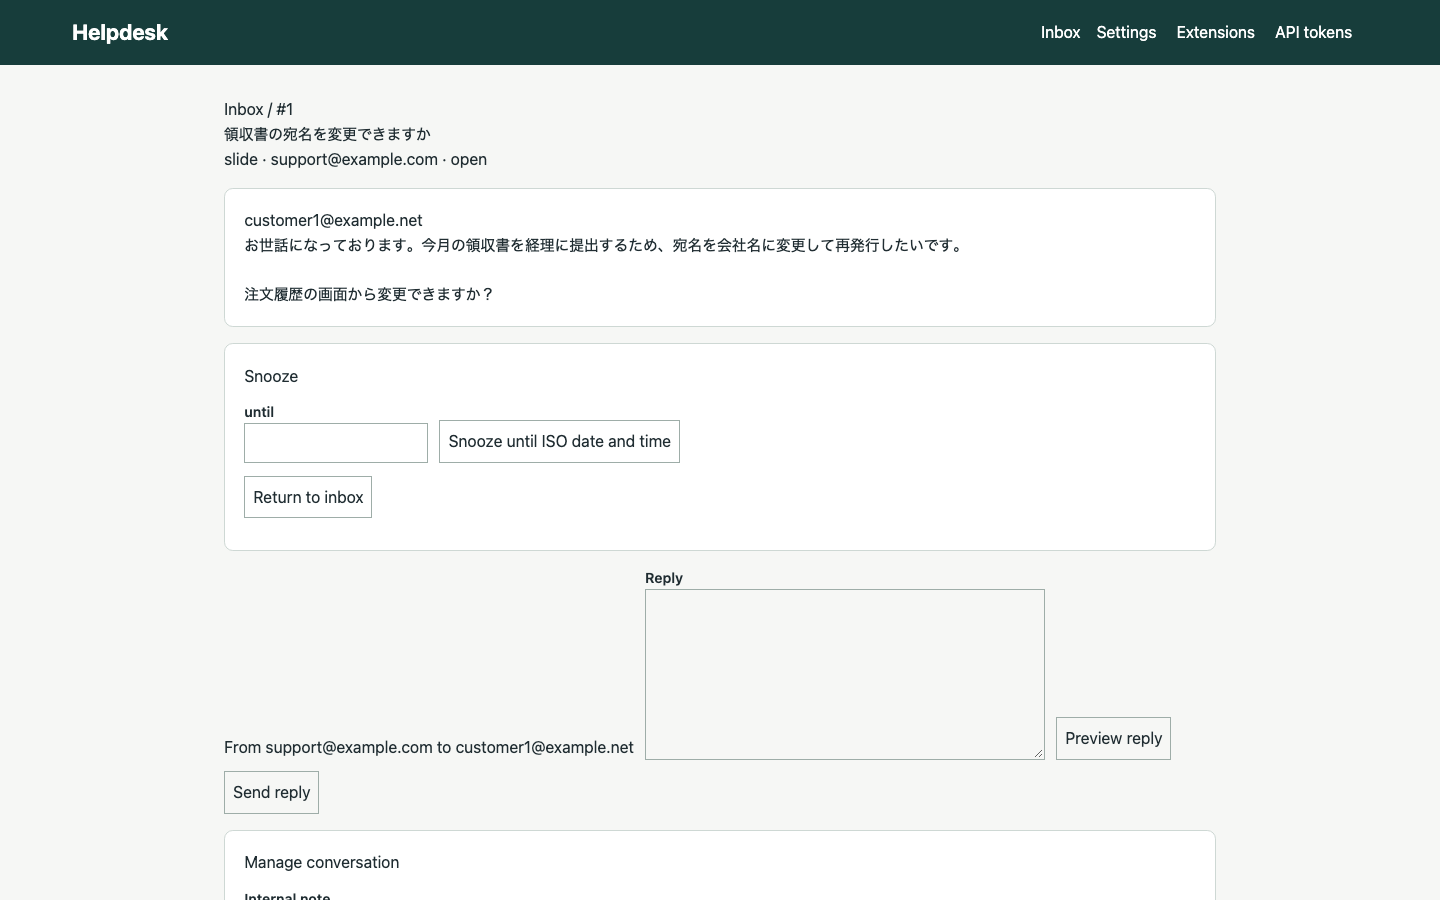 Helpdesk
Inbox Settings Extensions API tokens
Inbox / #1
領収書の宛名を変更できますか
slide · support@example.com · open
customer1@example.net
お世話になっております。今月の領収書を経理に提出するため、宛名を会社名に変更して再発行したいです。
注文履歴の画面から変更できますか？
Snooze
until
Snooze until ISO date and time
Return to inbox
Reply
From support@example.com to customer1@example.net
Preview reply
Send reply
Manage conversation
Internal note